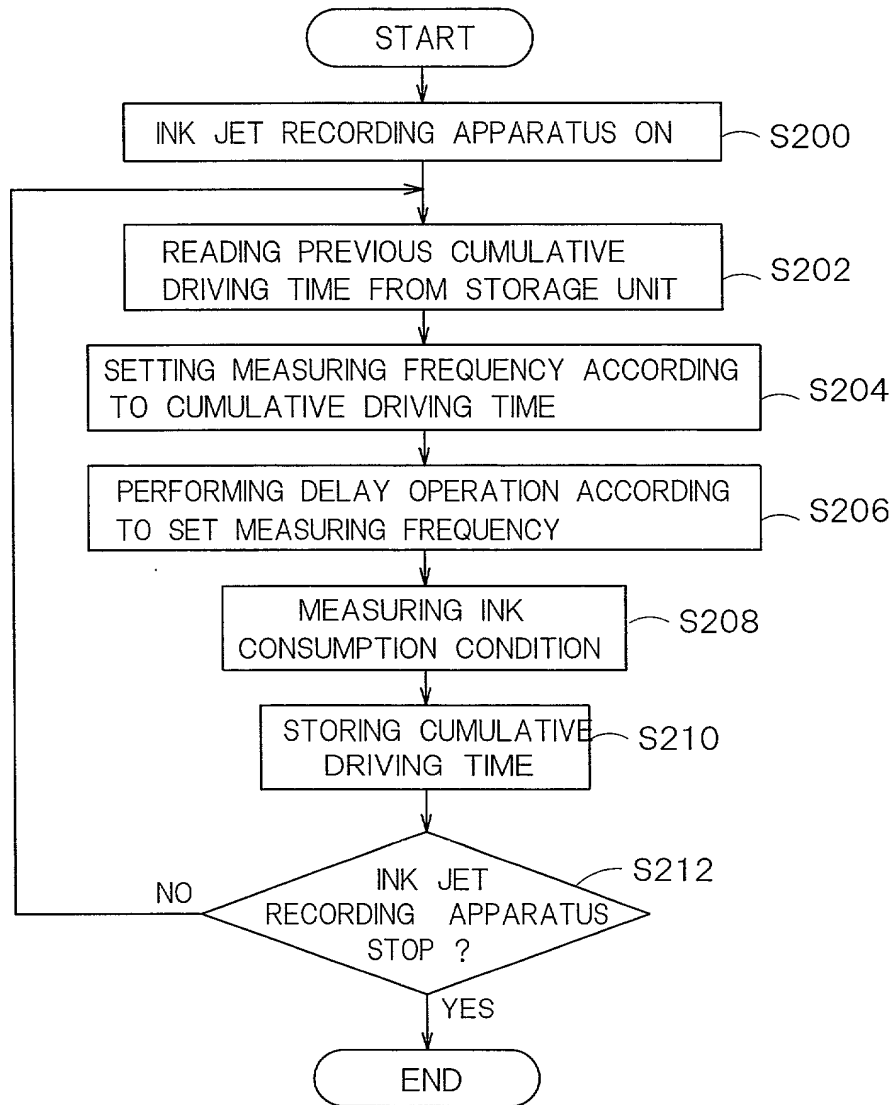 START
INK JET RECORDING APPARATUS ON
S200
READING PREVIOUS CUMULATIVE
DRIVING TIME FROM STORAGE UNIT
S202
SETTING MEASURING FREQUENCY ACCORDING
TO CUMULATIVE DRIVING TIME
S204
PERFORMING DELAY OPERATION ACCORDING
TO SET MEASURING FREQUENCY
S206
MEASURING INK
CONSUMPTION CONDITION
S208
STORING CUMULATIVE
DRIVING TIME
S210
INK JET
RECORDING APPARATUS
STOP ?
S212
NO
YES
END